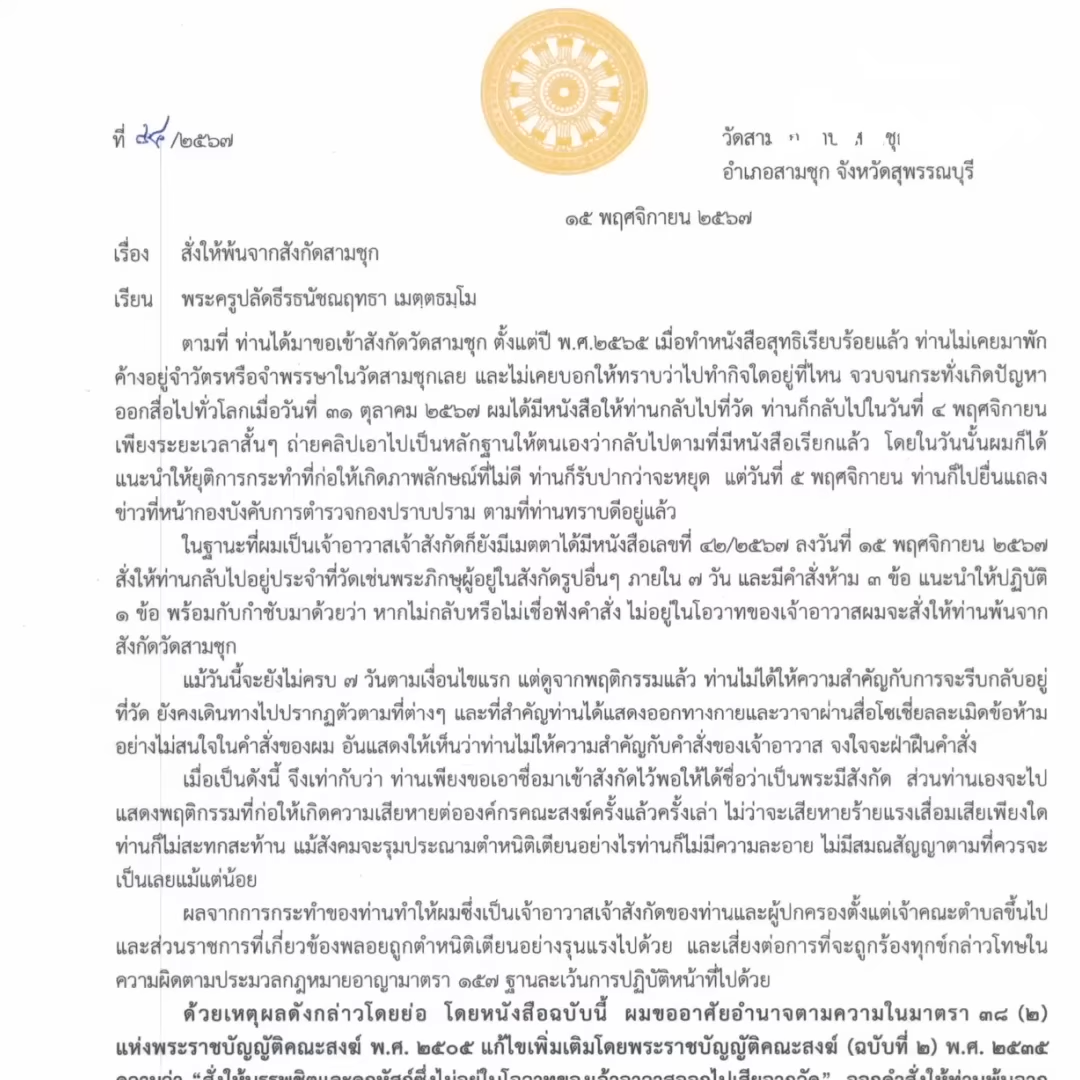 ที่ ๔๔/๒๕๖๗
วัดสาม
อำเภอสามชุก จังหวัดสุพรรณบุรี
๑๕ พฤศจิกายน ๒๕๖๗
เรื่อง สั่งให้พ้นจากสังกัดสามชุก
เรียน พระครูปลัดธีรธนัชณฤทธา เมตฺตธมฺโม
ตามที่ ท่านได้มาขอเข้าสังกัดวัดสามชุก ตั้งแต่ปี พ.ศ.๒๕๖๕ เมื่อทำหนังสือสุทธิเรียบร้อยแล้ว ท่านไม่เคยมาพัก
ค้างอยู่จำวัตรหรือจำพรรษาในวัดสามชุกเลย และไม่เคยบอกให้ทราบว่าไปทำกิจใดอยู่ที่ไหน จวบจนกระทั่งเกิดปัญหา
ออกสื่อไปทั่วโลกเมื่อวันที่ ๓๑ ตุลาคม ๒๕๖๗ ผมได้มีหนังสือให้ท่านกลับไปที่วัด ท่านก็กลับไปในวันที่ ๔ พฤศจิกายน
เพียงระยะเวลาสั้นๆ ถ่ายคลิปเอาไปเป็นหลักฐานให้ตนเองว่ากลับไปตามที่มีหนังสือเรียกแล้ว โดยในวันนั้นผมก็ได้
แนะนำให้ยุติการกระทำที่ก่อให้เกิดภาพลักษณ์ที่ไม่ดี ท่านก็รับปากว่าจะหยุด แต่วันที่ ๕ พฤศจิกายน ท่านก็ไปยื่นแถลง
ข่าวที่หน้ากองบังคับการตำรวจกองปราบปราม ตามที่ท่านทราบดีอยู่แล้ว
ในฐานะที่ผมเป็นเจ้าอาวาสเจ้าสังกัดก็ยังมีเมตตาได้มีหนังสือเลขที่ ๔๒/๒๕๖๗ ลงวันที่ ๑๕ พฤศจิกายน ๒๕๖๗
สั่งให้ท่านกลับไปอยู่ประจำที่วัดเช่นพระภิกษุผู้อยู่ในสังกัดรูปอื่นๆ ภายใน ๗ วัน และมีคำสั่งห้าม ๓ ข้อ แนะนำให้ปฏิบัติ
๑ ข้อ พร้อมกับกำชับมาด้วยว่า หากไม่กลับหรือไม่เชื่อฟังคำสั่ง ไม่อยู่ในโอวาทของเจ้าอาวาสผมจะสั่งให้ท่านพ้นจาก
สังกัดวัดสามชุก
แม้วันนี้จะยังไม่ครบ ๗ วันตามเงื่อนไขแรก แต่ดูจากพฤติกรรมแล้ว ท่านไม่ได้ให้ความสำคัญกับการจะรีบกลับอยู่
ที่วัด ยังคงเดินทางไปปรากฏตัวตามที่ต่างๆ และที่สำคัญท่านได้แสดงออกทางกายและวาจาผ่านสื่อโซเชี่ยลละเมิดข้อห้าม
อย่างไม่สนใจในคำสั่งของผม อันแสดงให้เห็นว่าท่านไม่ให้ความสำคัญกับคำสั่งของเจ้าอาวาส จงใจจะฝ่าฝืนคำสั่ง
เมื่อเป็นดังนี้ จึงเท่ากับว่า ท่านเพียงขอเอาชื่อมาเข้าสังกัดไว้พอให้ได้ชื่อว่าเป็นพระมีสังกัด ส่วนท่านเองจะไป
แสดงพฤติกรรมที่ก่อให้เกิดความเสียหายต่อองค์กรคณะสงฆ์ครั้งแล้วครั้งเล่า ไม่ว่าจะเสียหายร้ายแรงเสื่อมเสียเพียงใด
ท่านก็ไม่สะทกสะท้าน แม้สังคมจะรุมประณามตำหนิติเตียนอย่างไรท่านก็ไม่มีความละอาย ไม่มีสมณสัญญาตามที่ควรจะ
เป็นเลยแม้แต่น้อย
ผลจากการกระทำของท่านทำให้ผมซึ่งเป็นเจ้าอาวาสเจ้าสังกัดของท่านและผู้ปกครองตั้งแต่เจ้าคณะตำบลขึ้นไป
และส่วนราชการที่เกี่ยวข้องพลอยถูกตำหนิติเตียนอย่างรุนแรงไปด้วย และเสี่ยงต่อการที่จะถูกร้องทุกข์กล่าวโทษใน
ความผิดตามประมวลกฎหมายอาญามาตรา ๑๕๗ ฐานละเว้นการปฏิบัติหน้าที่ไปด้วย
ด้วยเหตุผลดังกล่าวโดยย่อ โดยหนังสือฉบับนี้ ผมขออาศัยอำนาจตามความในมาตรา ๓๘ (๒)
แห่งพระราชบัญญัติคณะสงฆ์ พ.ศ. ๒๕๐๕ แก้ไขเพิ่มเติมโดยพระราชบัญญัติคณะสงฆ์ (ฉบับที่ ๒) พ.ศ. ๒๕๓๕
ความว่า "สั่งให้บรรพชิตและคฤหัสถ์ซึ่งไม่อยู่ในโอวาทของเจ้าอาวาสออกไปเสียจากวัด" ออกคำสั่งให้ท่านพ้นจาก